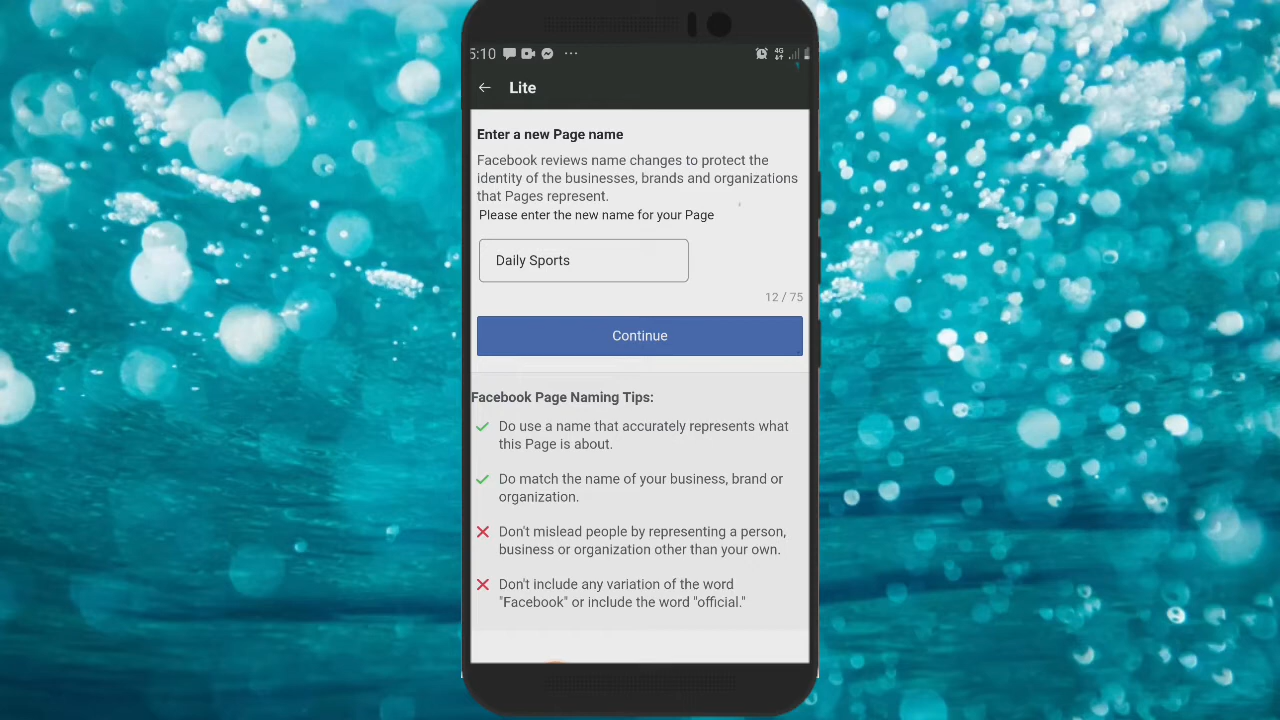 5:10
4G
Lite
Enter a new Page name
Facebook reviews name changes to protect the
identity of the businesses, brands and organizations
that Pages represent.
Please enter the new name for your Page
Daily Sports
12 / 75
Continue
Facebook Page Naming Tips:
Do use a name that accurately represents what
this Page is about.
Do match the name of your business, brand or
organization.
Don't mislead people by representing a person,
business or organization other than your own.
Don't include any variation of the word
"Facebook" or include the word "official."